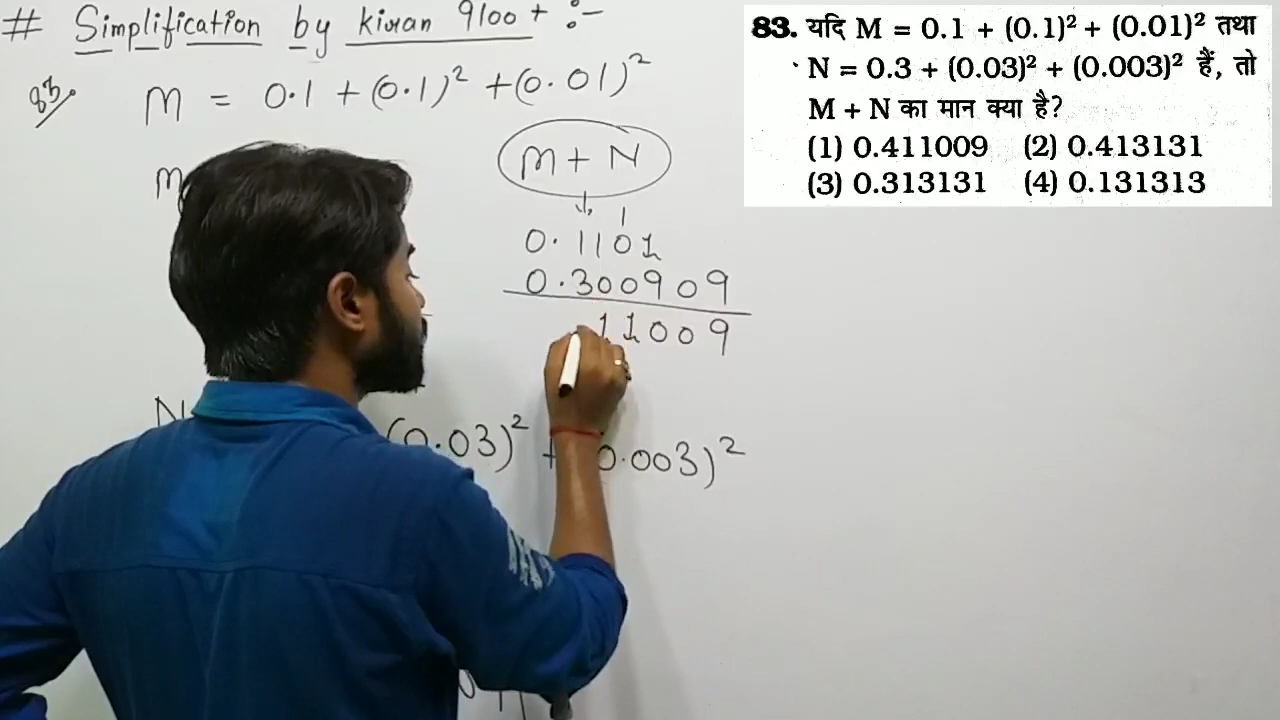 # Simplification by kiran 9100+ :-
83. M = 0.1 + (0.1)² + (0.01)²
M + N
1
0.1101
0.300909
11009
(0.03)² + 0.003)²
83. यदि M = 0.1 + (0.1)² + (0.01)² तथा
N = 0.3 + (0.03)² + (0.003)² हैं, तो
M + N का मान क्या है?
(1) 0.411009 (2) 0.413131
(3) 0.313131 (4) 0.131313